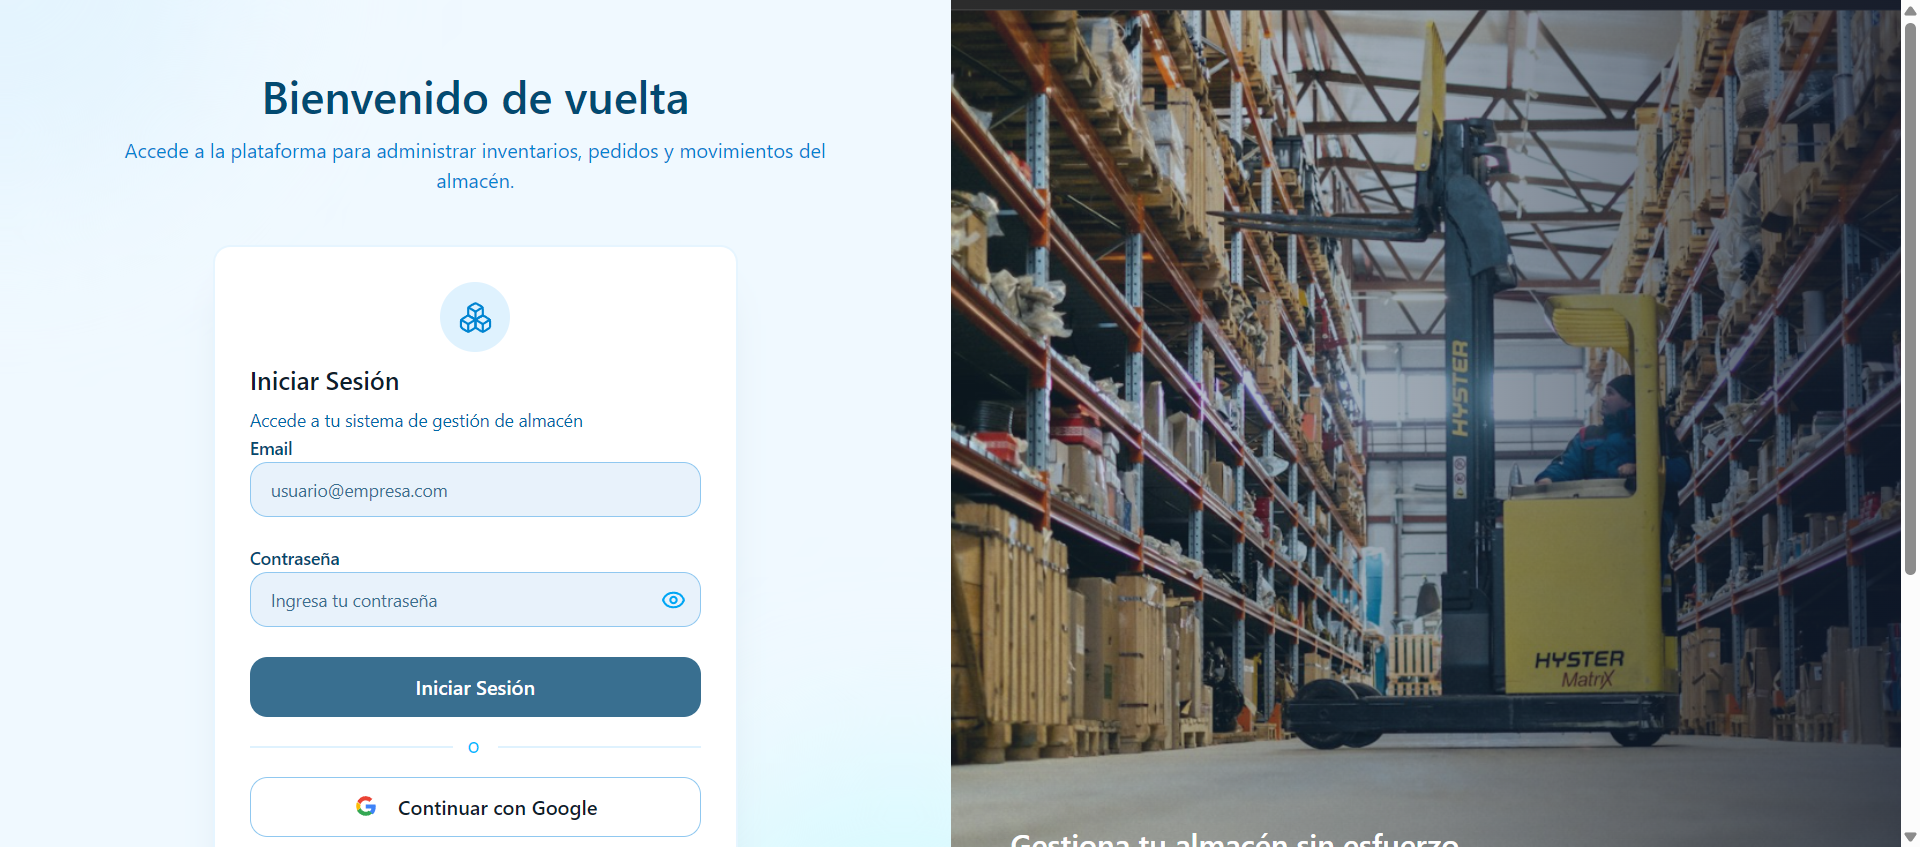 Bienvenido de vuelta
Accede a la plataforma para administrar inventarios, pedidos y movimientos del
almacén.
Iniciar Sesión
Accede a tu sistema de gestión de almacén
Email
usuario@empresa.com
Contraseña
Ingresa tu contraseña
Iniciar Sesión
O
Continuar con Google
HYSTER
HYSTER
MatriX
Gestiona tu almacén sin esfuerzo